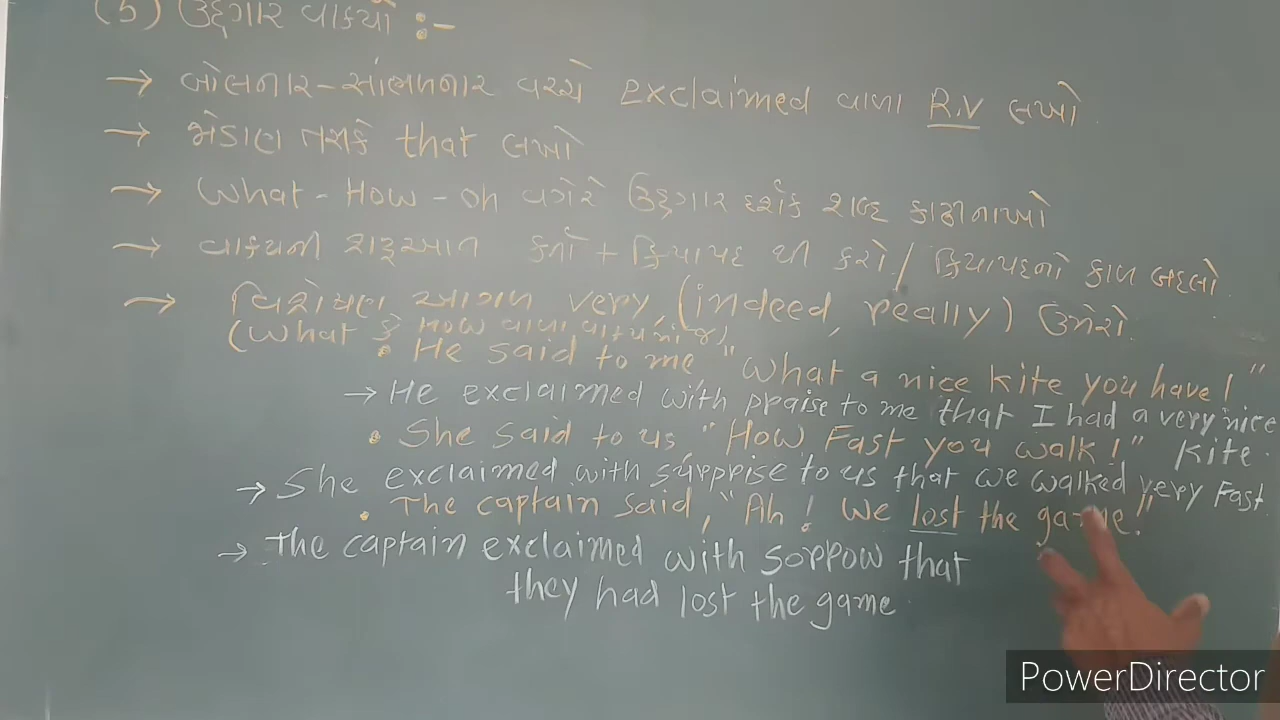 (5) ઉદ્દગાર વાક્યો :-
→ બોલનાર-સાંભળનાર વચ્ચે exclaimed વાળા R.V લખો.
→ જોડાણ તરીકે that લખો
→ What - How - Oh વગેરે ઉદ્દગાર દર્શક શબ્દ કાઢી નાખો
→ વાક્યની શરૂઆત કર્તા + ક્રિયાપદ થી કરો / ક્રિયાપદનો કાળ બદલો.
→ વિશેષણ આગળ very, (indeed, really) ઉમેરો.
(What કે How વાળા વાક્યમાં જ)
• He said to me "What a nice kite you have!"
→ He exclaimed with praise to me that I had a very nice kite.
• She said to us "How Fast you walk!"
→ She exclaimed with surprise to us that we walked very Fast.
• The captain said, "Ah! We lost the game!"
→ The captain exclaimed with sorrow that
they had lost the game.
PowerDirector